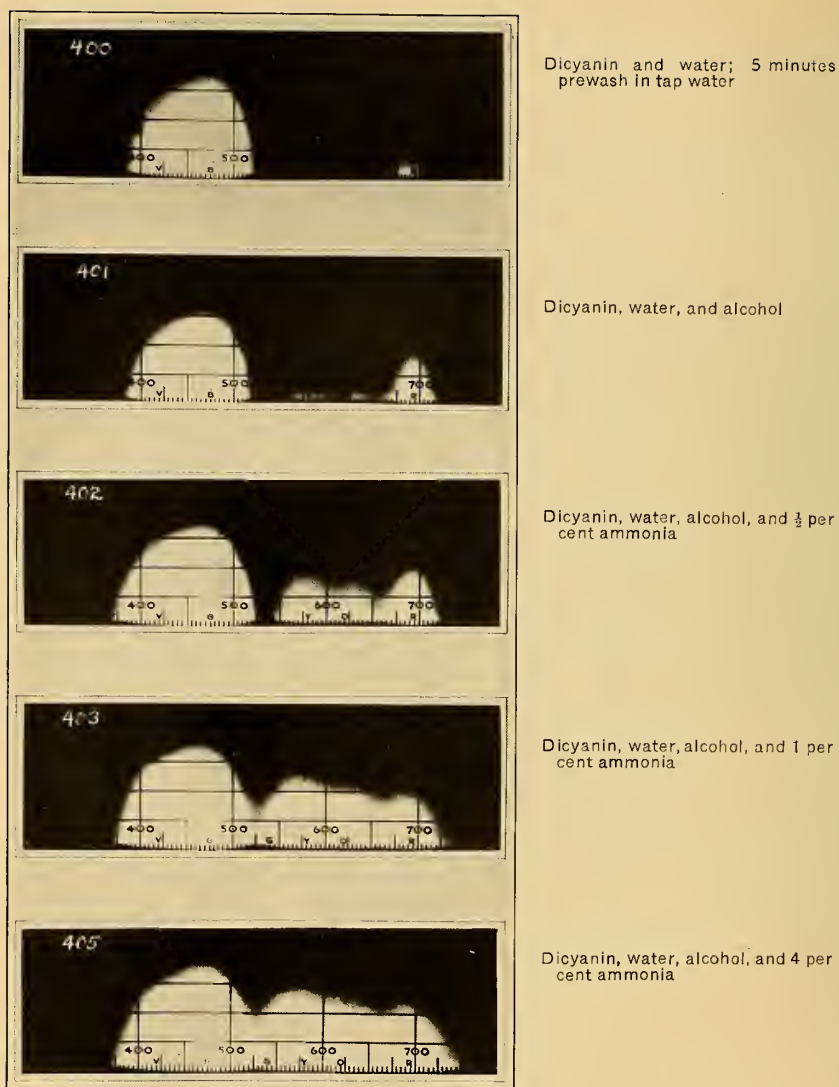 400
Dicyanin and water; 5 minutes
prewash in tap water
400 500
V B
401
Dicyanin, water, and alcohol
400 500 700
V B R
402
Dicyanin, water, alcohol, and ½ per
cent ammonia
400 500 600 700
V Y O R
403
Dicyanin, water, alcohol, and 1 per
cent ammonia
400 500 600 700
V G Y O R
405
Dicyanin, water, alcohol, and 4 per
cent ammonia
400 500 600 700
V G Y O R